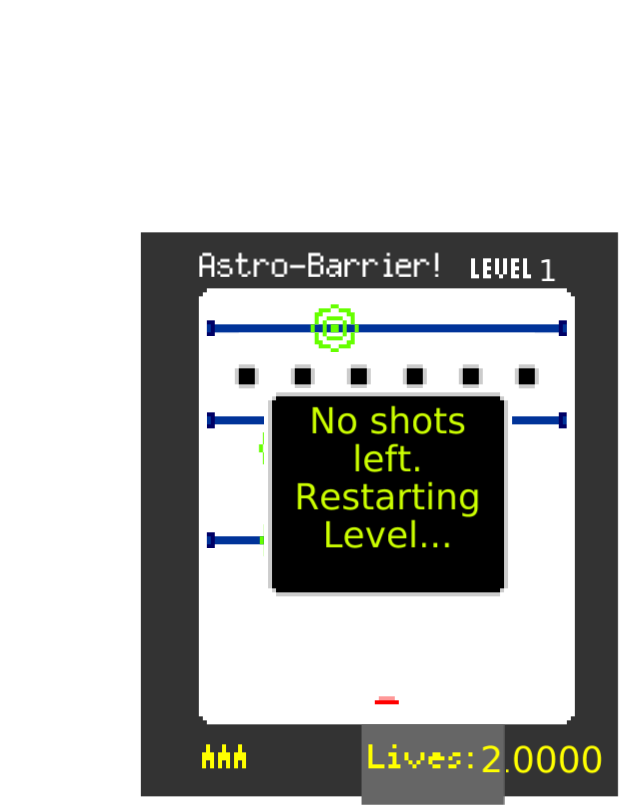 Astro-Barrier! LEVEL 1
No shots
left.
Restarting
Level...
Lives:2.0000